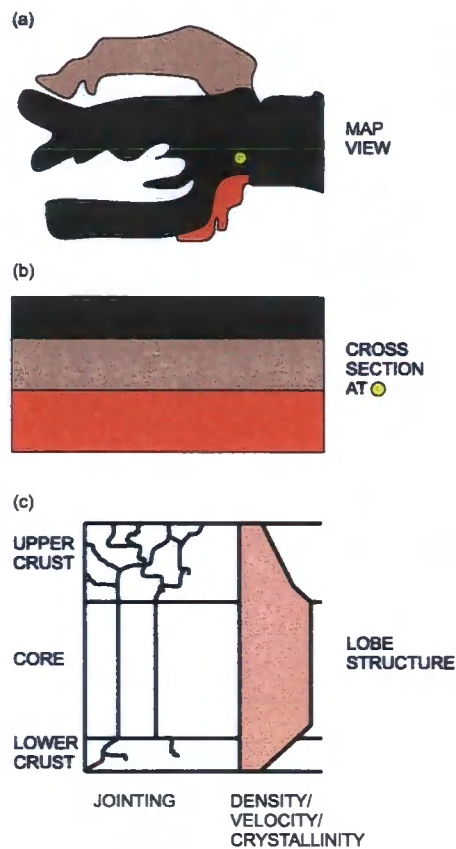 (a)
MAP
VIEW
(b)
CROSS
SECTION
AT
(c)
UPPER
CRUST
CORE
LOWER
CRUST
LOBE
STRUCTURE
JOINTING
DENSITY/
VELOCITY/
CRYSTALLINITY